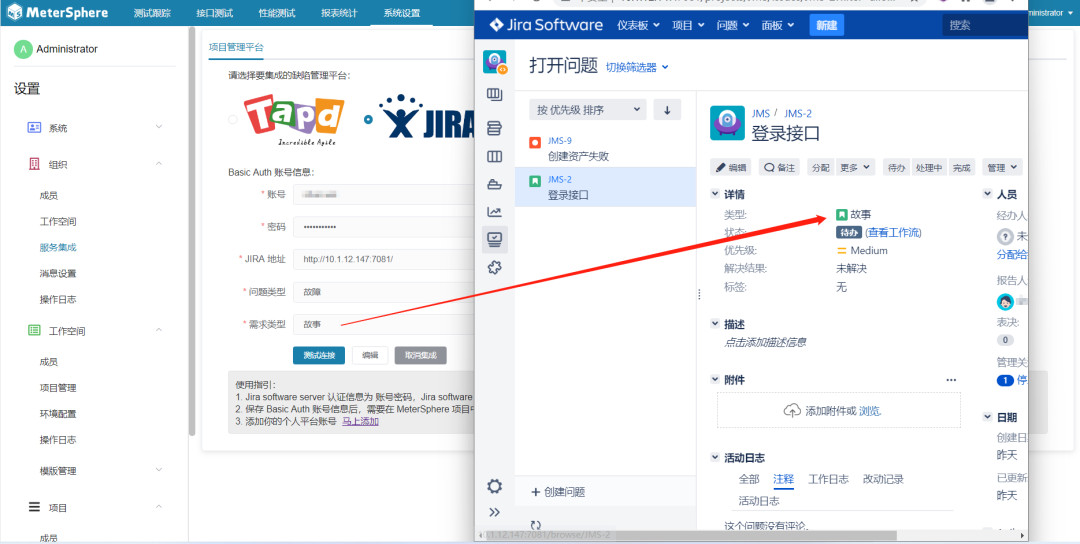 MeterSphere
测试跟踪
接口测试
性能测试
报表统计
系统设置
A Administrator
设置
系统
组织
成员
工作空间
服务集成
消息设置
操作日志
工作空间
成员
项目管理
环境配置
操作日志
模版管理
项目
成员
项目管理平台
请选择要集成的缺陷管理平台:
Tapd
Incredible Agile
JIRA
Basic Auth 账号信息:
* 账号
* 密码 ···········
* JIRA 地址 http://10.1.12.147:7081/
* 问题类型 故障
* 需求类型 故事
测试连接 编辑 取消集成
使用指引:
1. Jira software server 认证信息为 账号密码，Jira software
2. 保存 Basic Auth 账号信息后，需要在 MeterSphere 项目中
3. 添加你的个人平台账号 马上添加
Jira Software
仪表板
项目
问题
面板
新建
搜索
ministrator
打开问题 切换筛选器
按 优先级 排序
JMS-9
创建资产失败
JMS-2
登录接口
+ 创建问题
JMS / JMS-2
登录接口
编辑 备注 分配 更多 待办 处理中 完成 管理
详情
类型: 故事
状态: 待办 (查看工作流)
优先级: Medium
解决结果: 未解决
标签: 无
描述
点击添加描述信息
附件 ...
添加附件或 浏览.
活动日志
全部 注释 工作日志 改动记录
活动日志
这个问题没有评论。
人员
经办人
? 未
分配给
报告人
表决:
0
管理关
1 停
日期
创建日
昨天
已更新
昨天
1.12.147:7081/browse/JMS-2